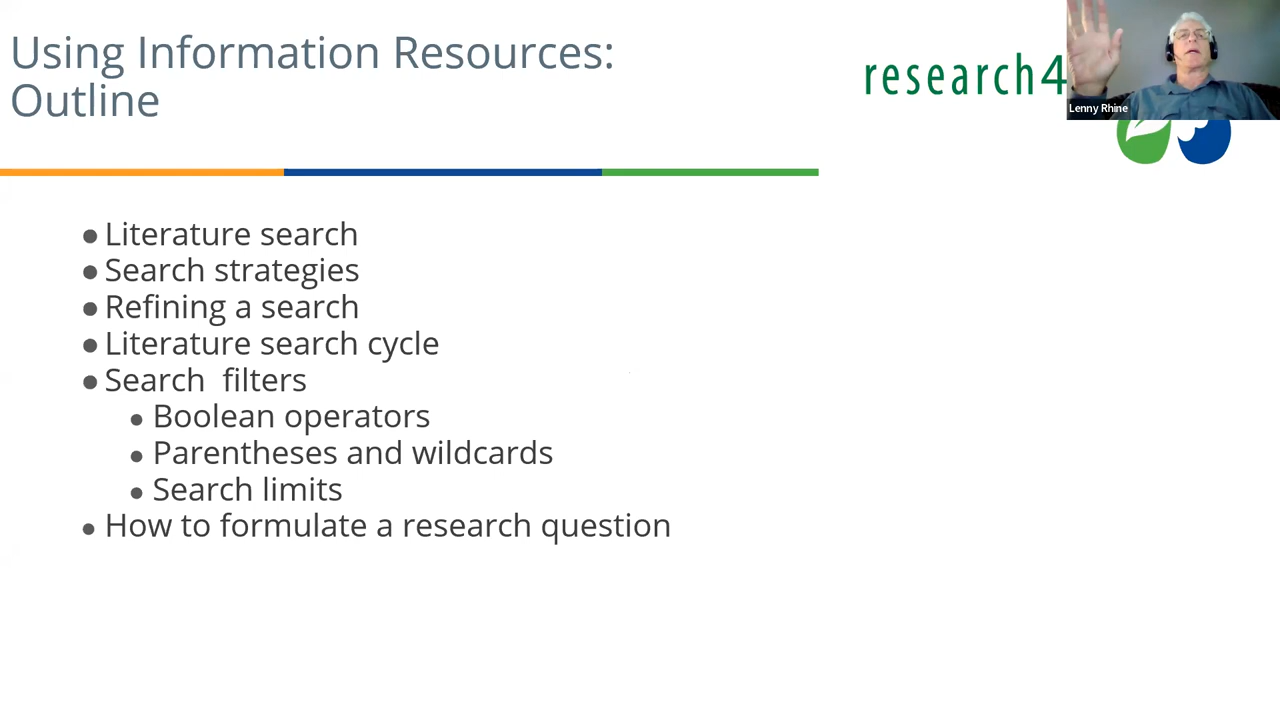 Using Information Resources:
Outline
research4
Lenny Rhine
● Literature search
● Search strategies
● Refining a search
● Literature search cycle
● Search  filters
● Boolean operators
● Parentheses and wildcards
● Search limits
● How to formulate a research question